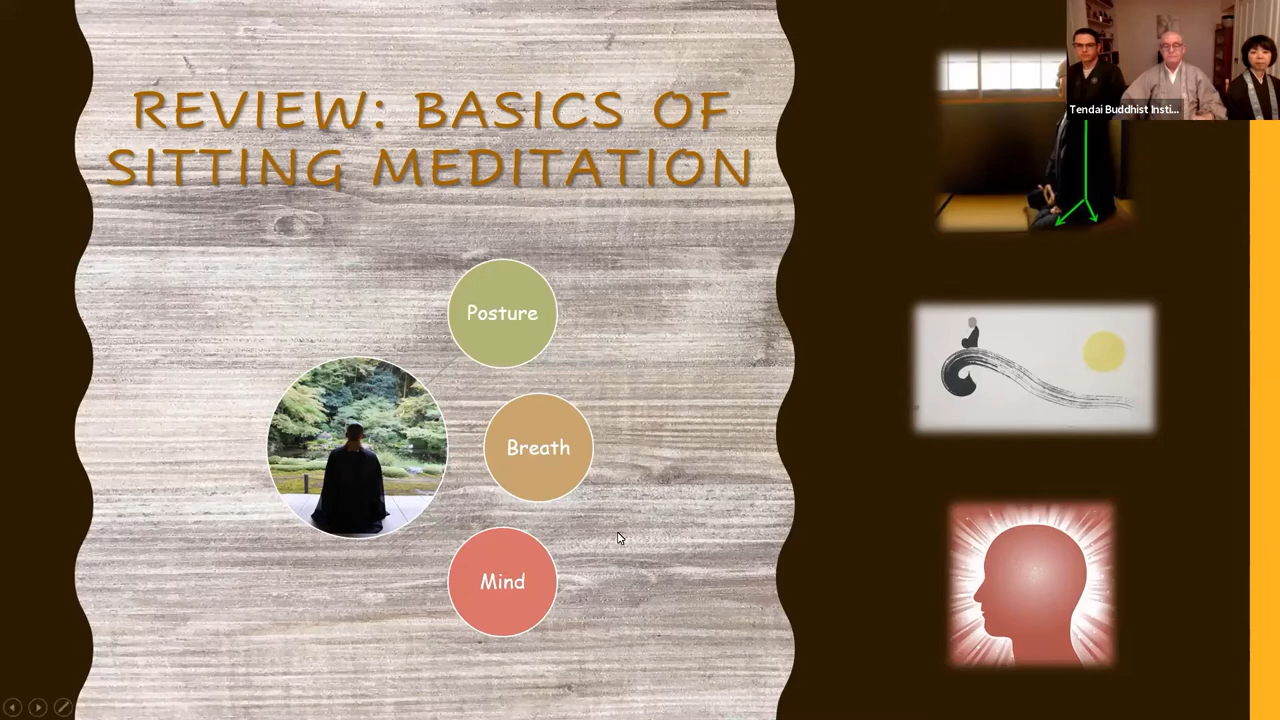 REVIEW: BASICS OF
SITTING MEDITATION
Posture
Breath
Mind
Tendai Buddhist Insti...